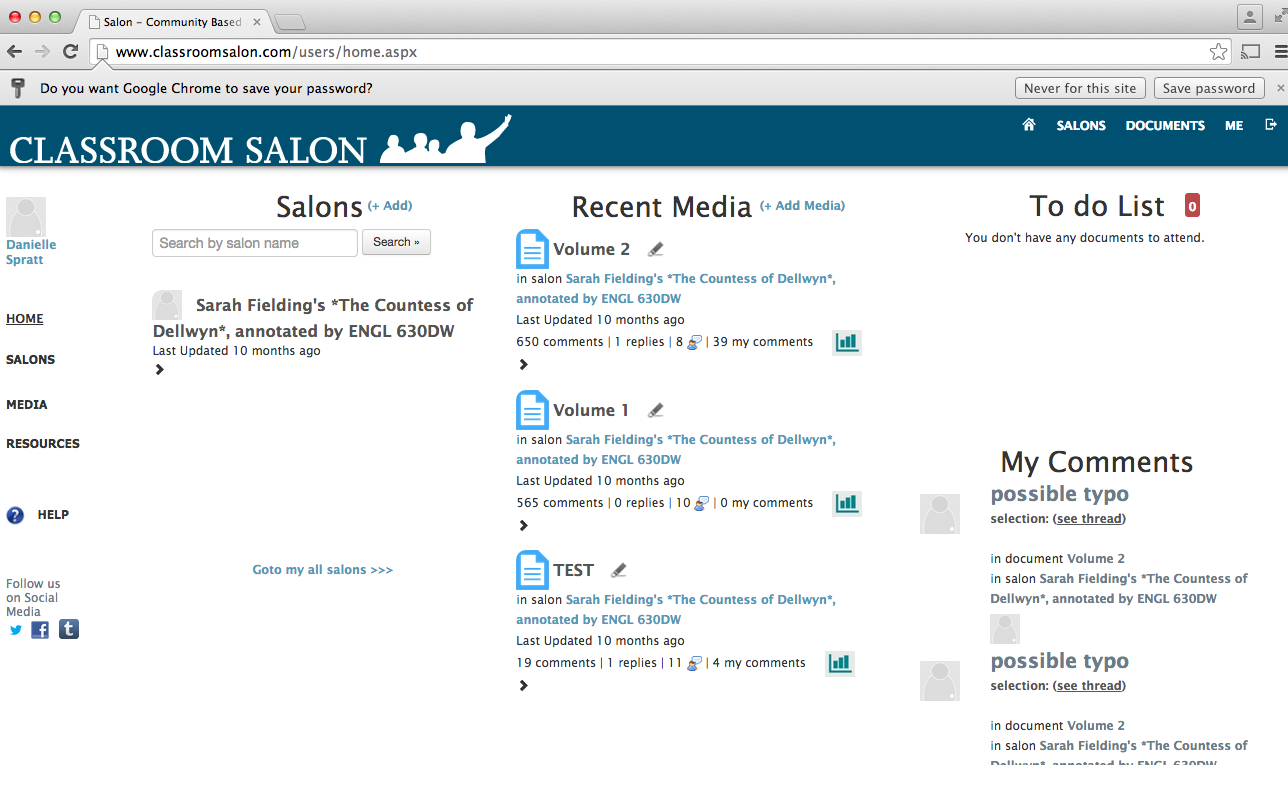 Salon – Community Based
www.classroomsalon.com/users/home.aspx
Do you want Google Chrome to save your password?
Never for this site
Save password
CLASSROOM SALON
SALONS
DOCUMENTS
ME
Danielle
Spratt
HOME
SALONS
MEDIA
RESOURCES
HELP
Follow us
on Social
Media
Salons (+ Add)
Search by salon name
Search »
Sarah Fielding's *The Countess of
Dellwyn*, annotated by ENGL 630DW
Last Updated 10 months ago
Goto my all salons >>>
Recent Media (+ Add Media)
Volume 2
in salon Sarah Fielding's *The Countess of Dellwyn*,
annotated by ENGL 630DW
Last Updated 10 months ago
650 comments | 1 replies | 8 | 39 my comments
Volume 1
in salon Sarah Fielding's *The Countess of Dellwyn*,
annotated by ENGL 630DW
Last Updated 10 months ago
565 comments | 0 replies | 10 | 0 my comments
TEST
in salon Sarah Fielding's *The Countess of Dellwyn*,
annotated by ENGL 630DW
Last Updated 10 months ago
19 comments | 1 replies | 11 | 4 my comments
To do List 0
You don't have any documents to attend.
My Comments
possible typo
selection: (see thread)
in document Volume 2
in salon Sarah Fielding's *The Countess of
Dellwyn*, annotated by ENGL 630DW
possible typo
selection: (see thread)
in document Volume 2
in salon Sarah Fielding's *The Countess of
Dellwyn*, annotated by ENGL 630DW